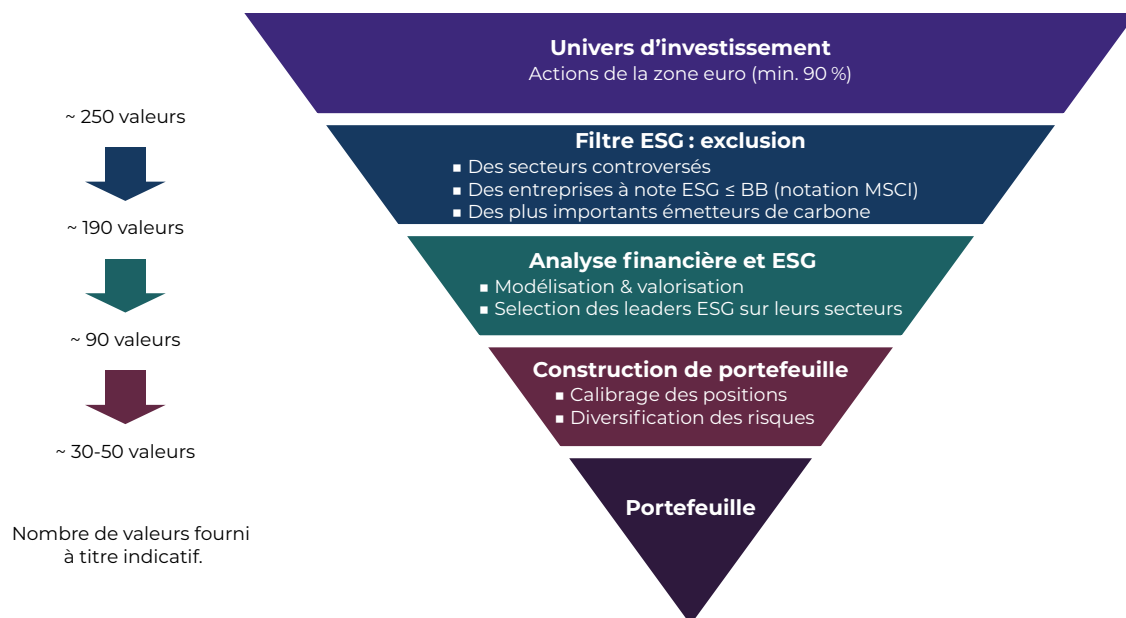 Univers d’investissement
Actions de la zone euro (min. 90 %)
~ 250 valeurs
Filtre ESG : exclusion
▪ Des secteurs controversés
▪ Des entreprises à note ESG ≤ BB (notation MSCI)
▪ Des plus importants émetteurs de carbone
~ 190 valeurs
Analyse financière et ESG
▪ Modélisation & valorisation
▪ Selection des leaders ESG sur leurs secteurs
~ 90 valeurs
Construction de portefeuille
▪ Calibrage des positions
▪ Diversification des risques
~ 30-50 valeurs
Portefeuille
Nombre de valeurs fourni
à titre indicatif.